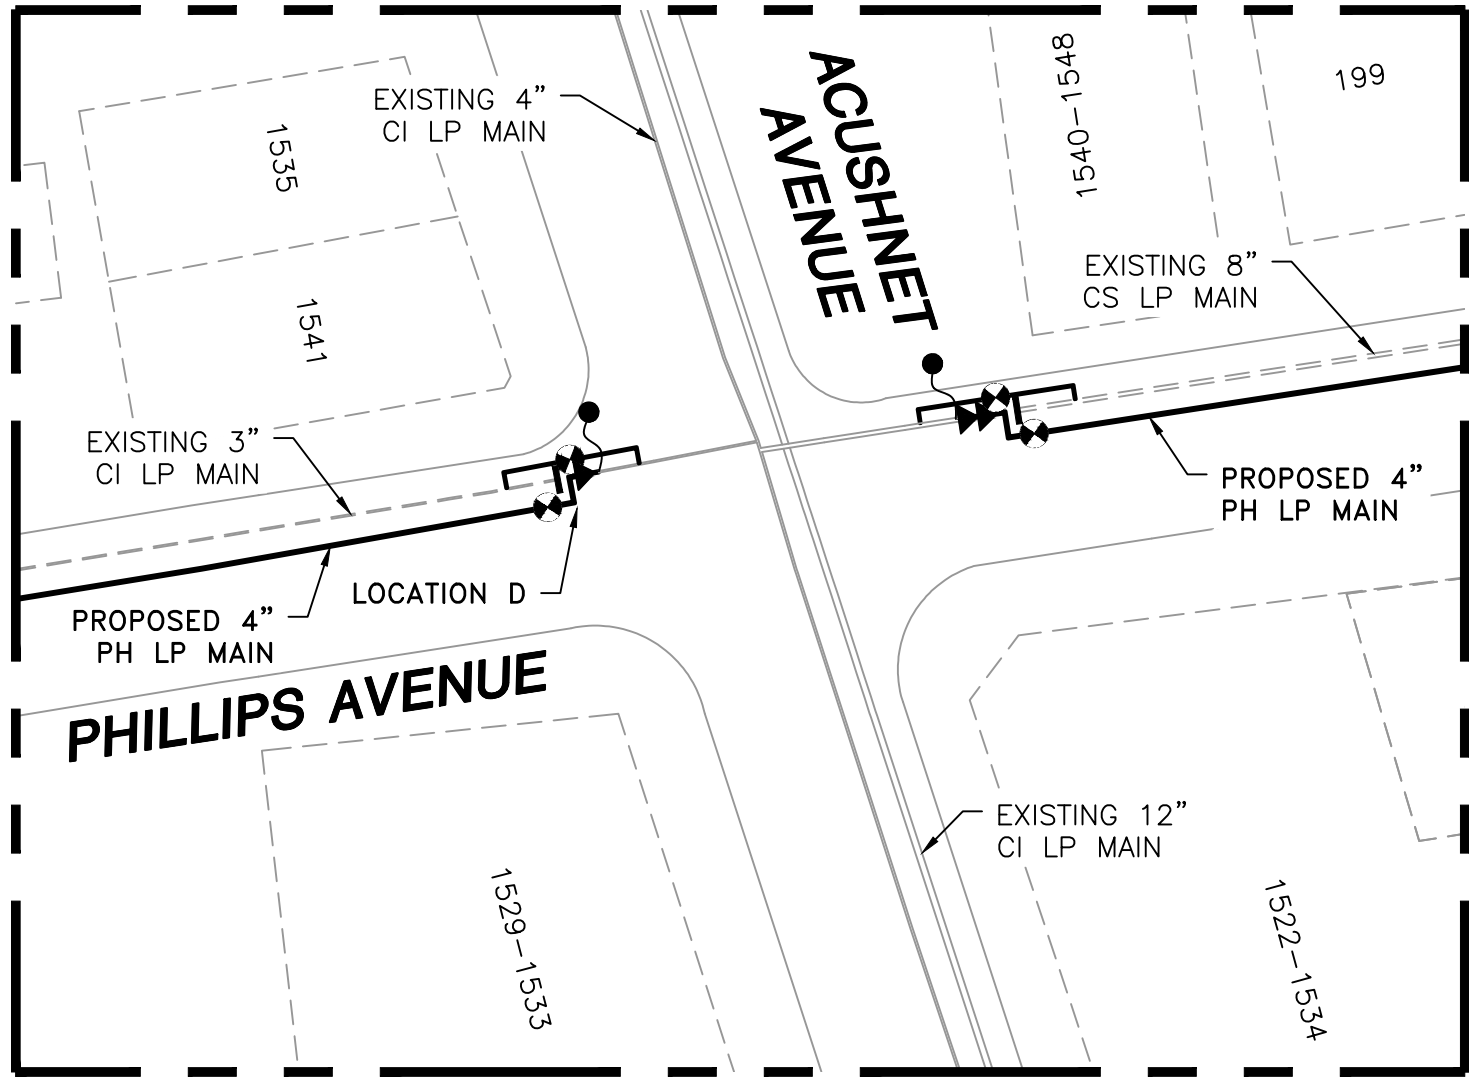 EXISTING 4”
CI LP MAIN
ACUSHNET
AVENUE
1540–1548
199
1535
1541
EXISTING 8”
CS LP MAIN
EXISTING 3”
CI LP MAIN
PROPOSED 4”
PH LP MAIN
LOCATION D
PROPOSED 4”
PH LP MAIN
PHILLIPS AVENUE
EXISTING 12”
CI LP MAIN
1529–1533
1522–1534